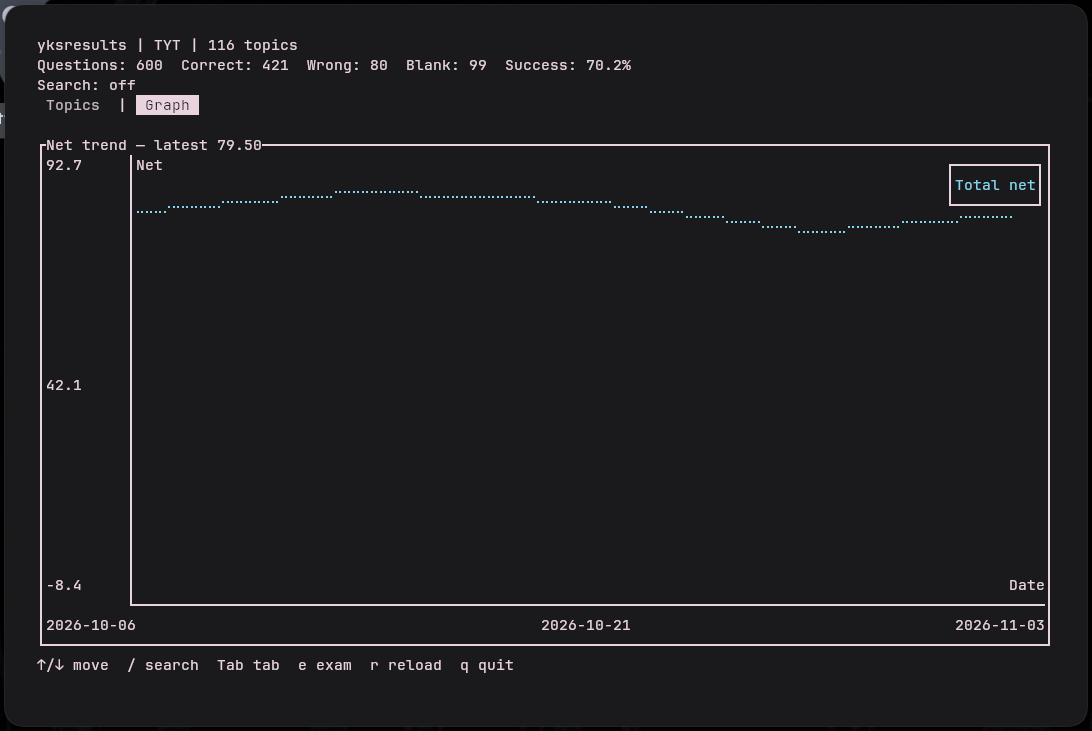 yksresults | TYT | 116 topics
Questions: 600  Correct: 421  Wrong: 80  Blank: 99  Success: 70.2%
Search: off
Topics  | Graph
Net trend — latest 79.50
92.7 Net
Total net
42.1
-8.4
Date
2026-10-06 2026-10-21 2026-11-03
↑/↓ move  / search  Tab tab  e exam  r reload  q quit